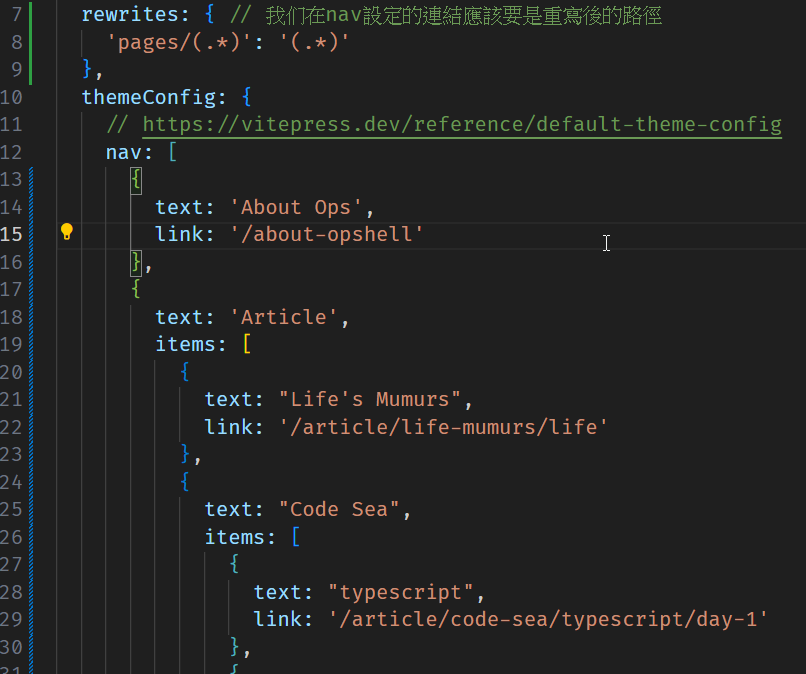 7 rewrites: { // 我们在nav設定的連結應該要是重寫後的路徑
8 'pages/(.*)': '(.*)'
9 },
10 themeConfig: {
11 // https://vitepress.dev/reference/default-theme-config
12 nav: [
13 {
14 text: 'About Ops',
15 link: '/about-opshell'
16 },
17 {
18 text: 'Article',
19 items: [
20 {
21 text: "Life's Mumurs",
22 link: '/article/life-mumurs/life'
23 },
24 {
25 text: "Code Sea",
26 items: [
27 {
28 text: "typescript",
29 link: '/article/code-sea/typescript/day-1'
30 },
31 {